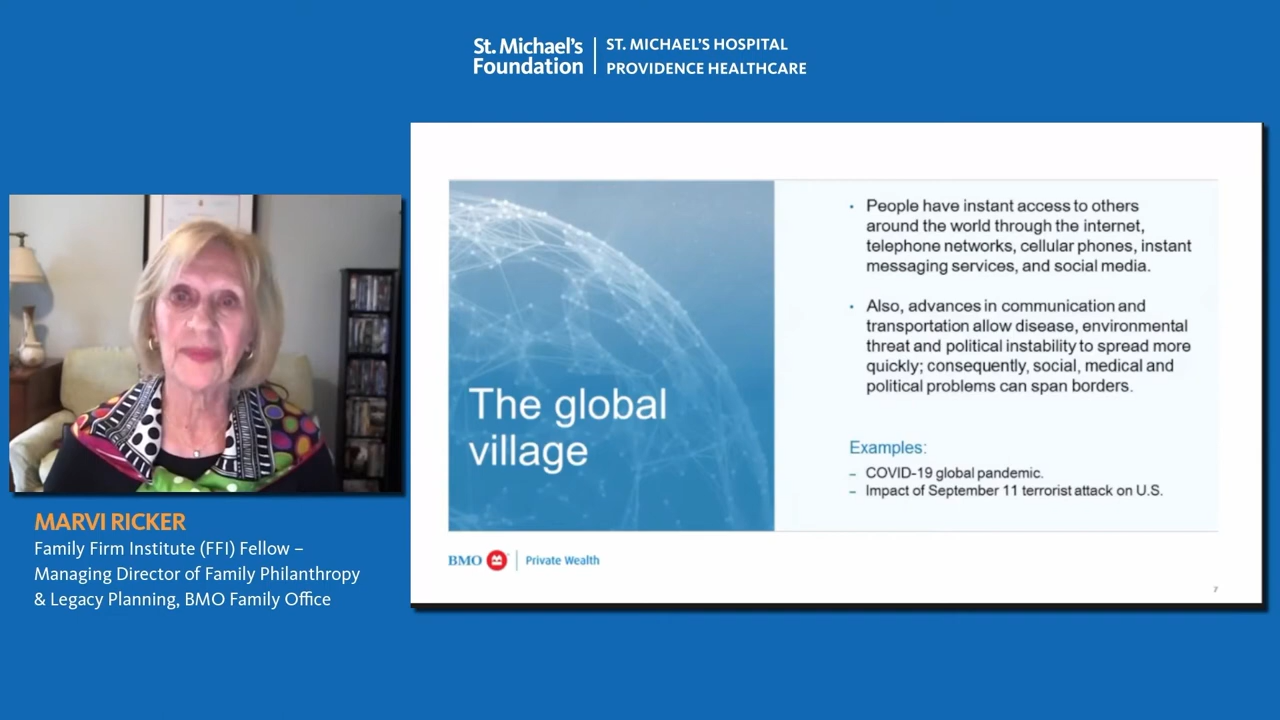 St. Michael's
Foundation
ST. MICHAEL'S HOSPITAL
PROVIDENCE HEALTHCARE
MARVI RICKER
Family Firm Institute (FFI) Fellow –
Managing Director of Family Philanthropy
& Legacy Planning, BMO Family Office
The global
village
• People have instant access to others
around the world through the internet,
telephone networks, cellular phones, instant
messaging services, and social media.
• Also, advances in communication and
transportation allow disease, environmental
threat and political instability to spread more
quickly; consequently, social, medical and
political problems can span borders.
Examples:
– COVID-19 global pandemic.
– Impact of September 11 terrorist attack on U.S.
BMO Private Wealth
7